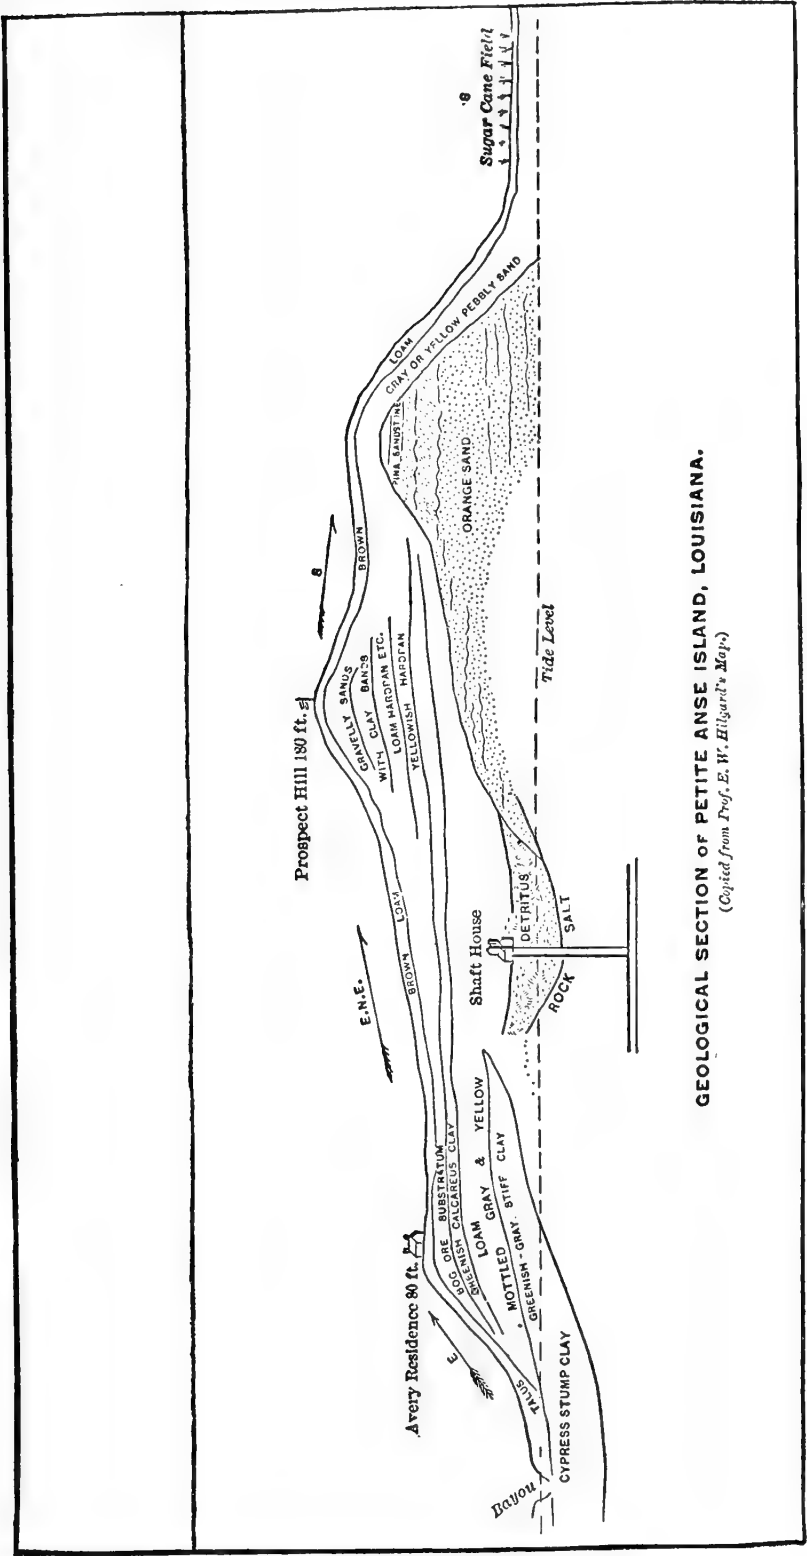 Prospect Hill 180 ft.
S
Sugar Cane Field
8
E.N.E.
Avery Residence 80 ft.
E.
Shaft House
LOAM
GRAY OR YELLOW PEBBLY SAND
BROWN
SANDSTINE
ORANGE SAND
GRAVELLY SANDS
WITH CLAY BANDS
LOAM HARDPAN ETC.
YELLOWISH HARDPAN
BROWN LOAM
BOG ORE SUBSTRATUM
GREENISH CALCAREUS CLAY
LOAM GRAY & YELLOW
MOTTLED
GREENISH-GRAY. STIFF CLAY
DETRITUS
ROCK SALT
TALUS
Bayou
CYPRESS STUMP CLAY
Tide Level
GEOLOGICAL SECTION OF PETITE ANSE ISLAND, LOUISIANA.
(Copied from Prof. E. W. Hilgard's Map.)